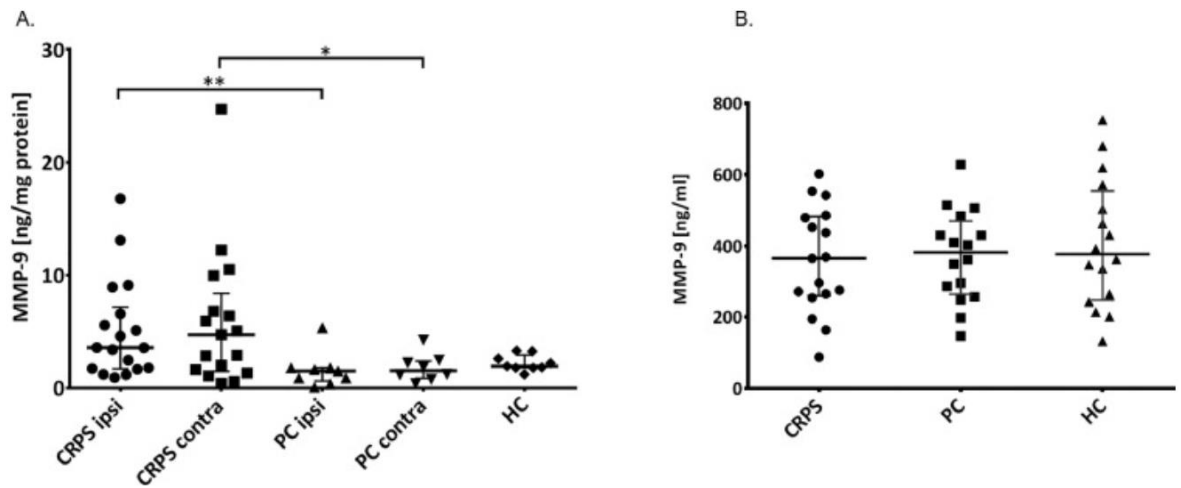 A.
MMP-9 [ng/mg protein]
30
20
10
0
*
**
CRPS ipsi
CRPS contra
PC ipsi
PC contra
HC
B.
MMP-9 [ng/ml]
800
600
400
200
0
CRPS
PC
HC